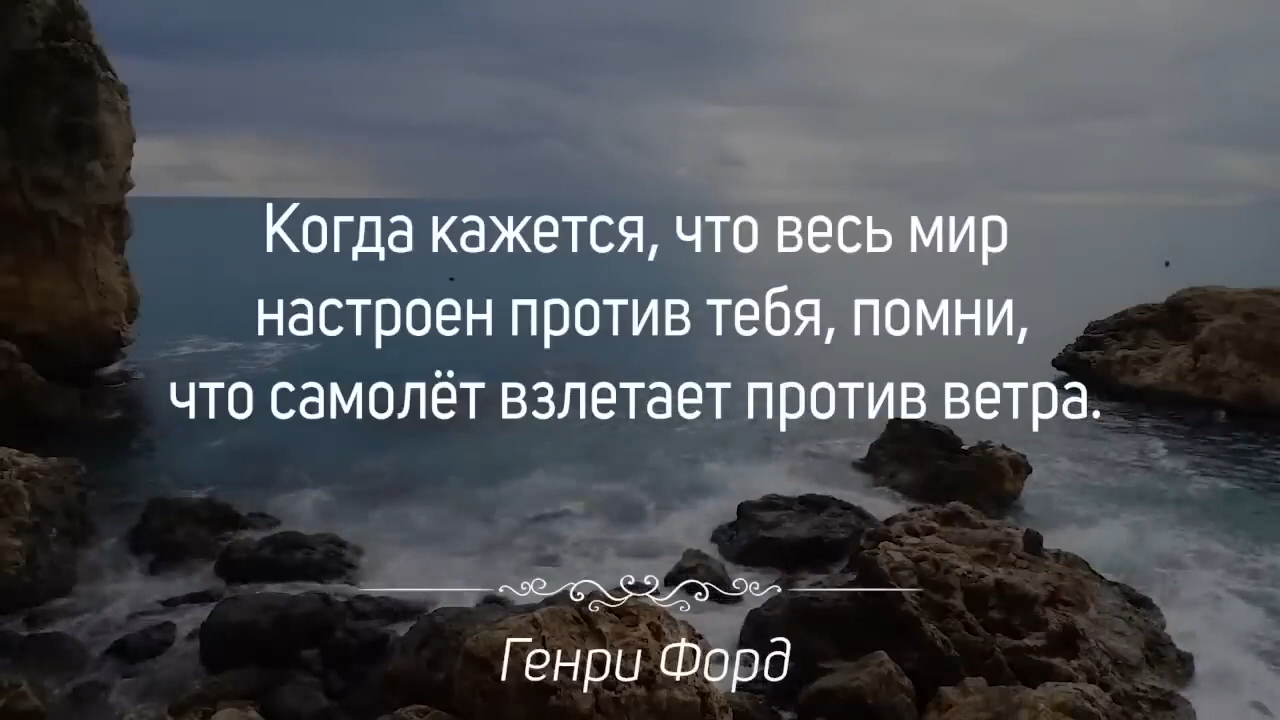 Когда кажется, что весь мир
настроен против тебя, помни,
что самолёт взлетает против ветра.
Генри Форд